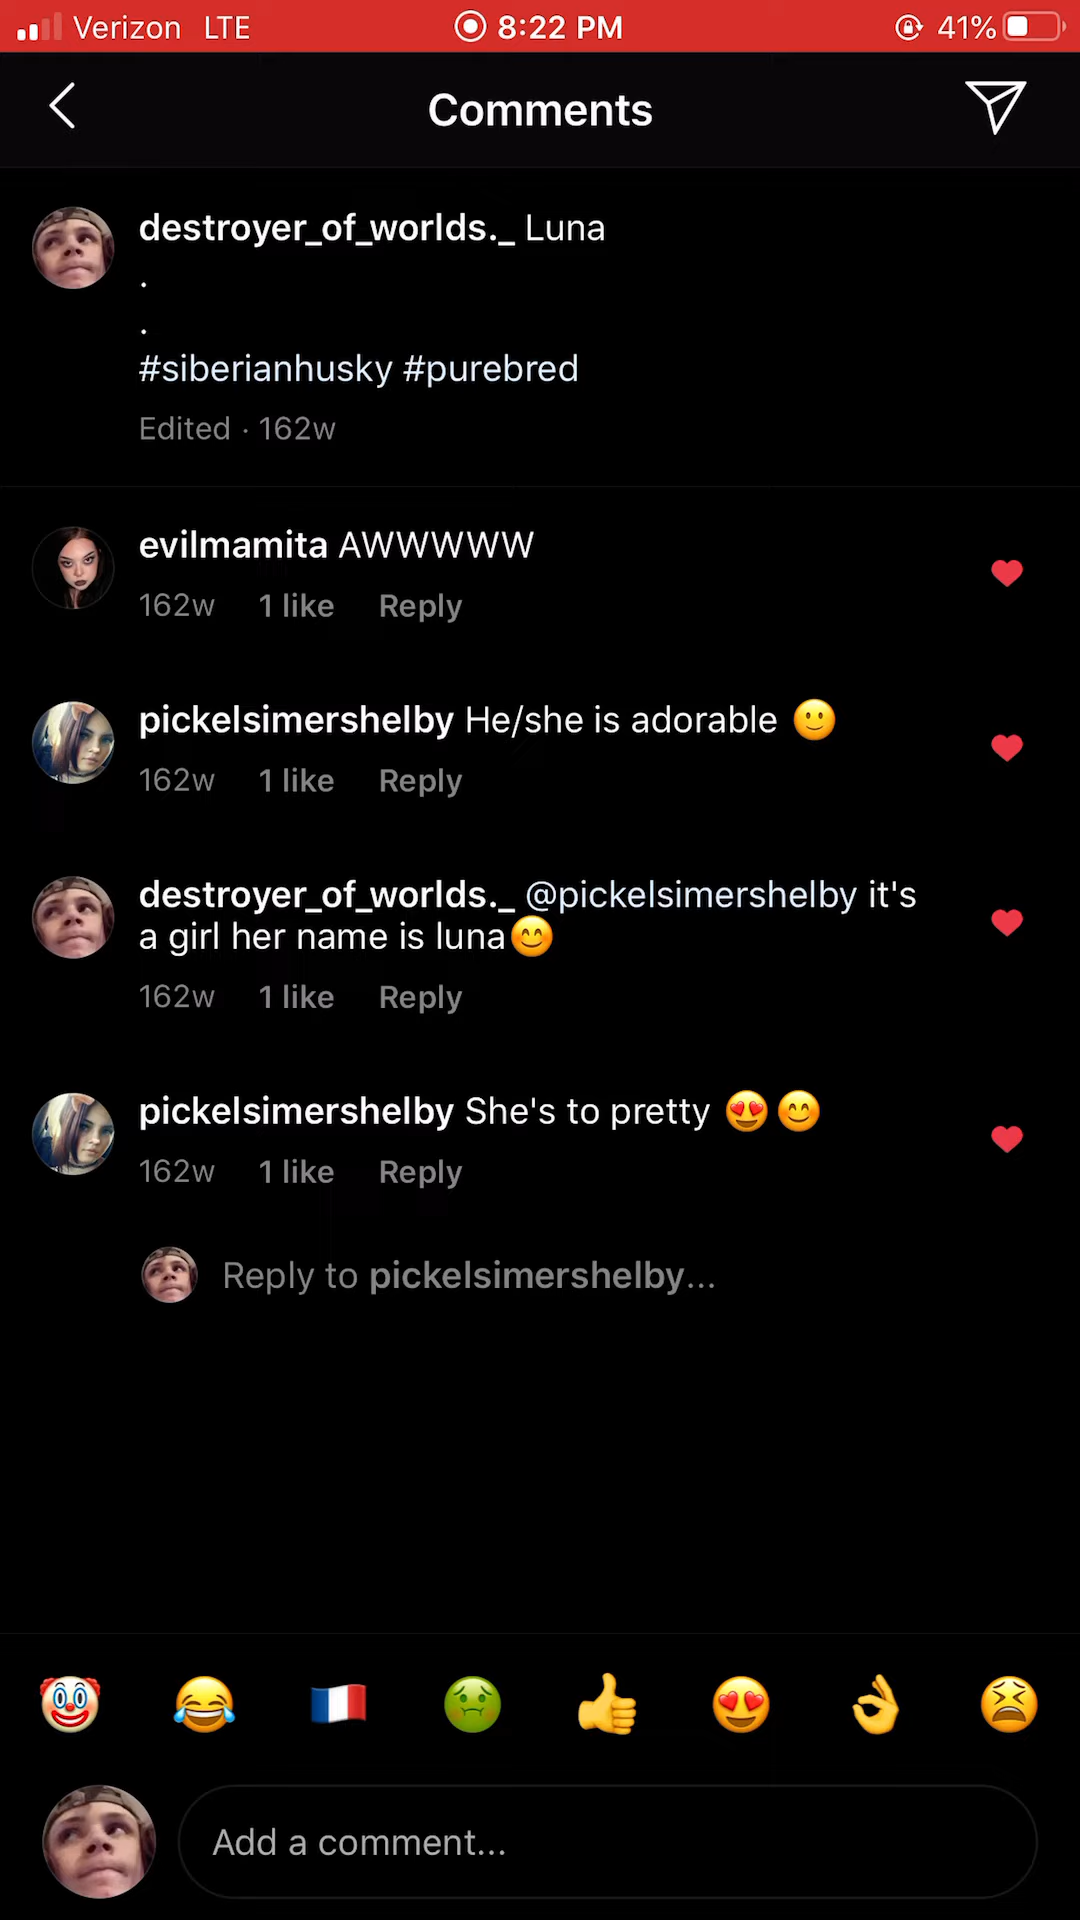 Verizon LTE 8:22 PM 41%
Comments
destroyer_of_worlds._ Luna
.
.
#siberianhusky #purebred
Edited · 162w
evilmamita AWWWWW
162w 1 like Reply
pickelsimershelby He/she is adorable 🙂
162w 1 like Reply
destroyer_of_worlds._ @pickelsimershelby it's
a girl her name is luna😊
162w 1 like Reply
pickelsimershelby She's to pretty 😍😊
162w 1 like Reply
Reply to pickelsimershelby...
Add a comment...